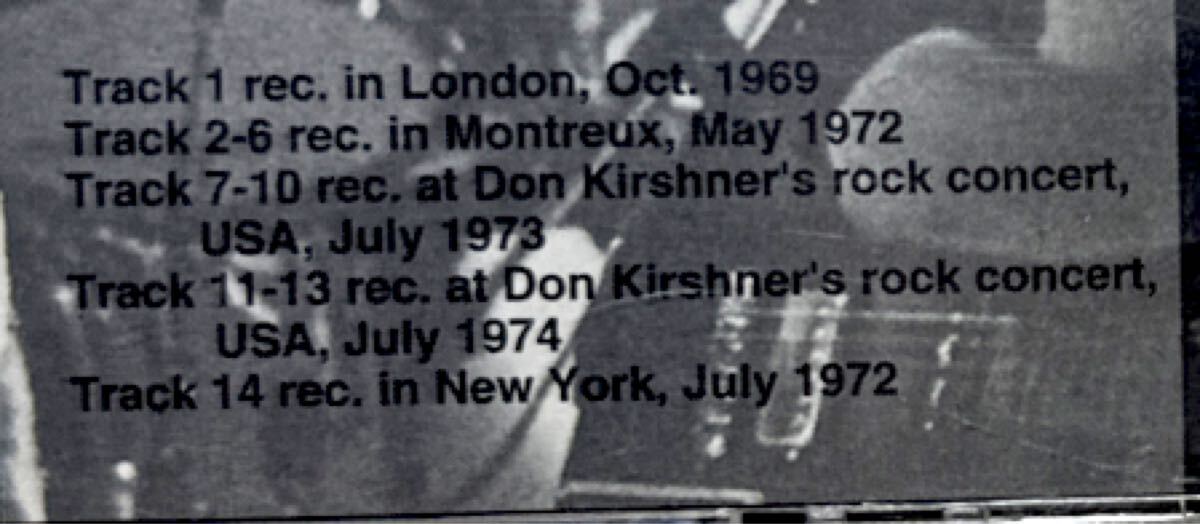 Track 1 rec. in London, Oct. 1969
Track 2-6 rec. in Montreux, May 1972
Track 7-10 rec. at Don Kirshner's rock concert,
USA, July 1973
Track 11-13 rec. at Don Kirshner's rock concert,
USA, July 1974
Track 14 rec. in New York, July 1972